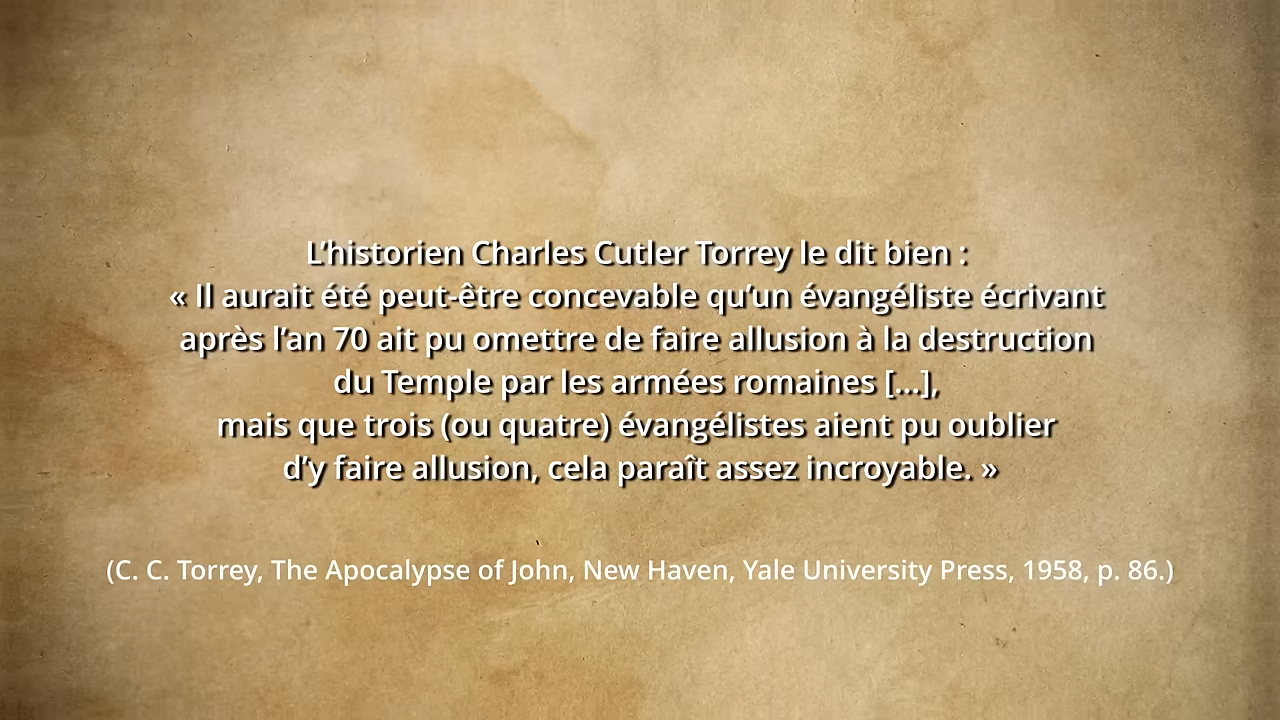 L’historien Charles Cutler Torrey le dit bien :
« Il aurait été peut-être concevable qu’un évangéliste écrivant
après l’an 70 ait pu omettre de faire allusion à la destruction
du Temple par les armées romaines [...],
mais que trois (ou quatre) évangélistes aient pu oublier
d’y faire allusion, cela paraît assez incroyable. »
(C. C. Torrey, The Apocalypse of John, New Haven, Yale University Press, 1958, p. 86.)